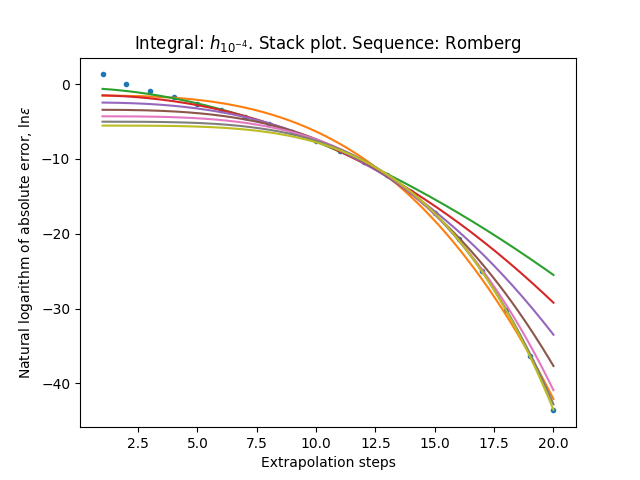 Integral: h₁₀₋₄. Stack plot. Sequence: Romberg
Natural logarithm of absolute error, lnε
0
−10
−20
−30
−40
2.5 5.0 7.5 10.0 12.5 15.0 17.5 20.0
Extrapolation steps